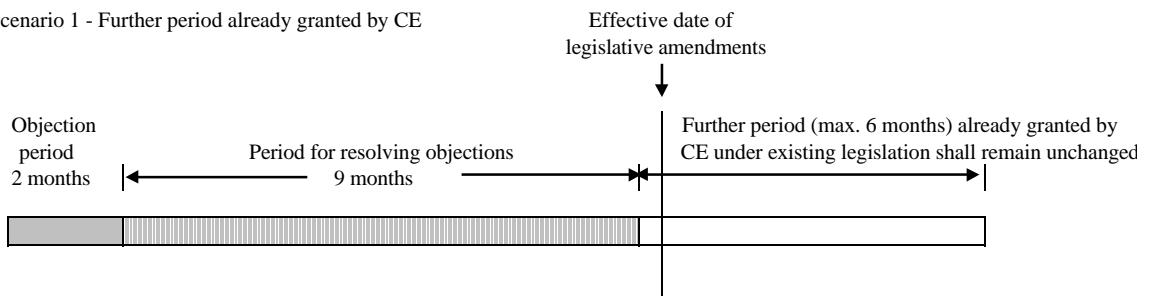 cenario 1 - Further period already granted by CE
Effective date of
legislative amendments
Objection
period
2 months
Period for resolving objections
9 months
Further period (max. 6 months) already granted by
CE under existing legislation shall remain unchanged